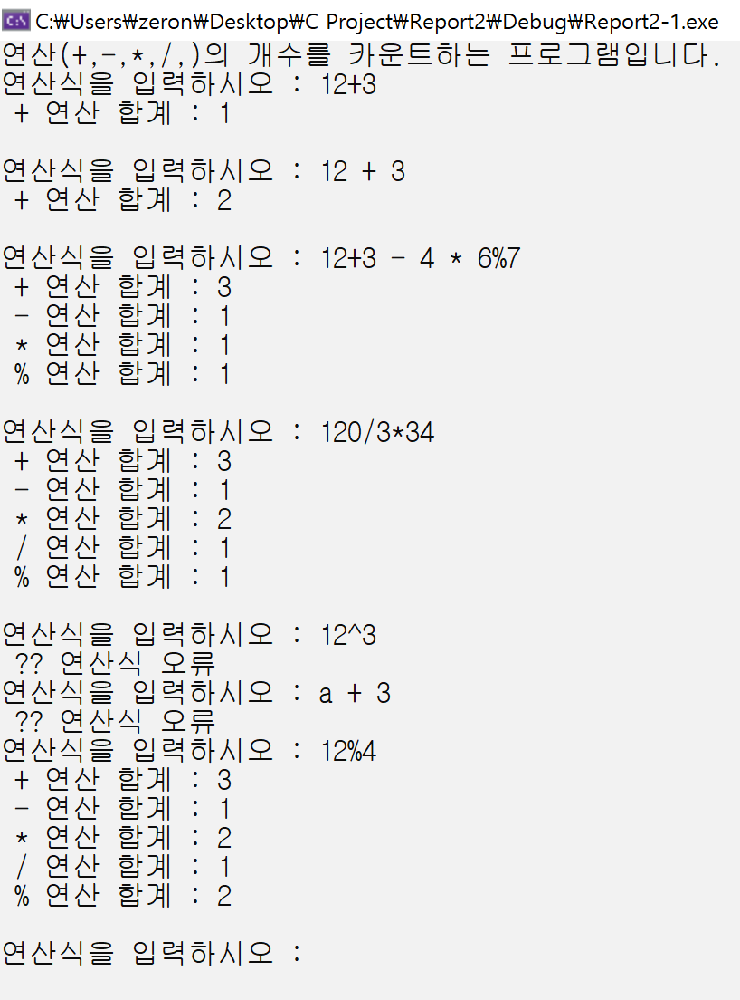 C:\Users\zeron\Desktop\C Project\Report2\Debug\Report2-1.exe
연산(+,-,*,/,)의 개수를 카운트하는 프로그램입니다.
연산식을 입력하시오 : 12+3
+ 연산 합계 : 1
연산식을 입력하시오 : 12 + 3
+ 연산 합계 : 2
연산식을 입력하시오 : 12+3 - 4 * 6%7
+ 연산 합계 : 3
- 연산 합계 : 1
* 연산 합계 : 1
% 연산 합계 : 1
연산식을 입력하시오 : 120/3*34
+ 연산 합계 : 3
- 연산 합계 : 1
* 연산 합계 : 2
/ 연산 합계 : 1
% 연산 합계 : 1
연산식을 입력하시오 : 12^3
?? 연산식 오류
연산식을 입력하시오 : a + 3
?? 연산식 오류
연산식을 입력하시오 : 12%4
+ 연산 합계 : 3
- 연산 합계 : 1
* 연산 합계 : 2
/ 연산 합계 : 1
% 연산 합계 : 2
연산식을 입력하시오 :